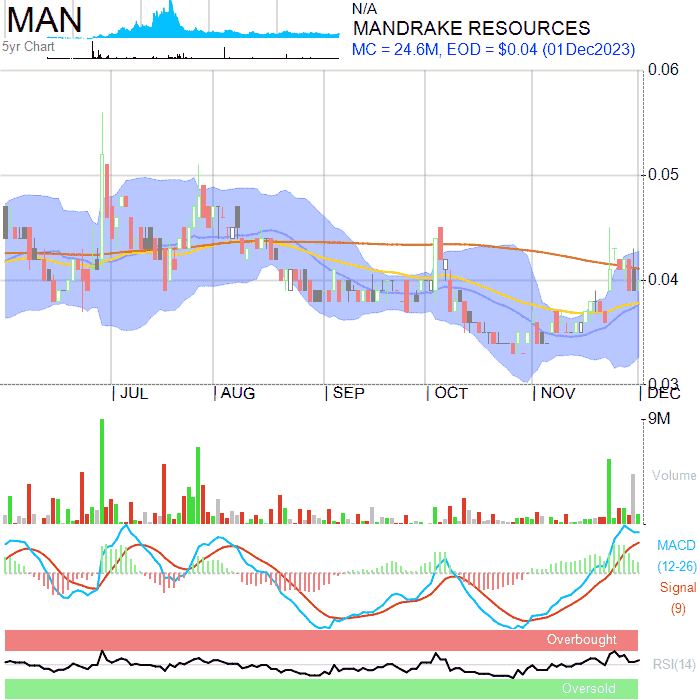 MAN
5yr Chart
N/A
MANDRAKE RESOURCES
MC = 24.6M, EOD = $0.04 (01Dec2023)
0.06
0.05
0.04
0.03
JUL
AUG
SEP
OCT
NOV
DEC
9M
Volume
MACD
(12-26)
Signal
(9)
Overbought
RSI(14)
Oversold